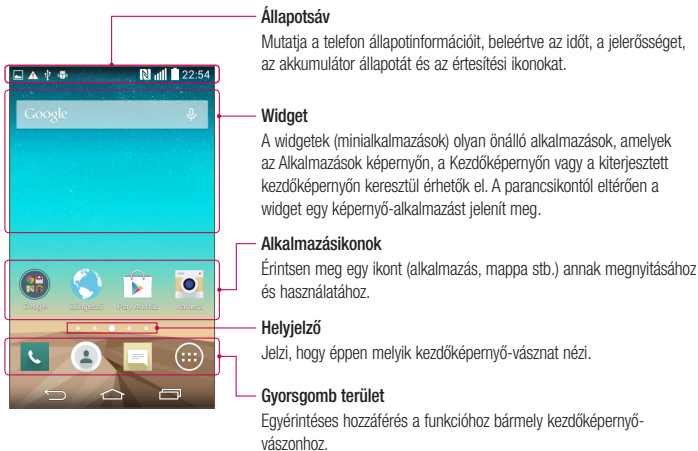 Állapotsáv
Mutatja a telefon állapotinformációit, beleértve az időt, a jelerősséget,
az akkumulátor állapotát és az értesítési ikonokat.
22:54
Google
Widget
A widgetek (minialkalmazások) olyan önálló alkalmazások, amelyek
az Alkalmazások képernyőn, a Kezdőképernyőn vagy a kiterjesztett
kezdőképernyőn keresztül érhetők el. A parancsikontól eltérően a
widget egy képernyő-alkalmazást jelenít meg.
Alkalmazásikonok
Érintsen meg egy ikont (alkalmazás, mappa stb.) annak megnyitásához
és használatához.
Google Böngésző Play Áruház Kamera
Helyjelző
Jelzi, hogy éppen melyik kezdőképernyő-vásznat nézi.
Gyorsgomb terület
Egyérintéses hozzáférés a funkcióhoz bármely kezdőképernyő-
vászonhoz.